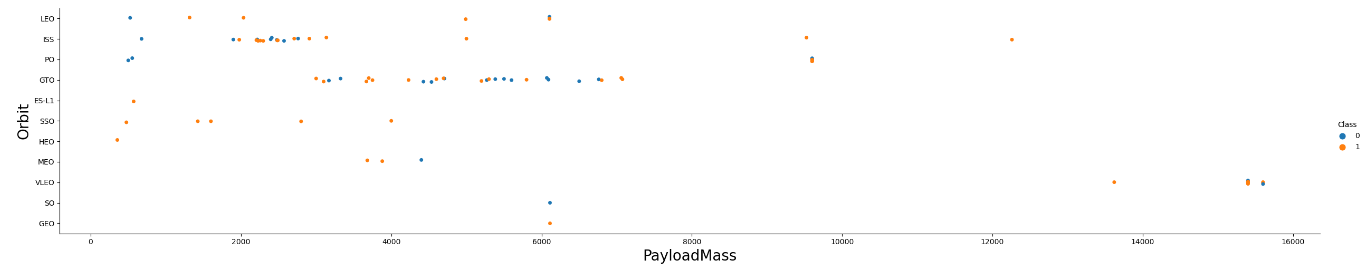 LEO
ISS
PO
GTO
ES-L1
SSO
HEO
MEO
VLEO
SO
GEO
Orbit
0 2000 4000 6000 8000 10000 12000 14000 16000
PayloadMass
Class
0
1